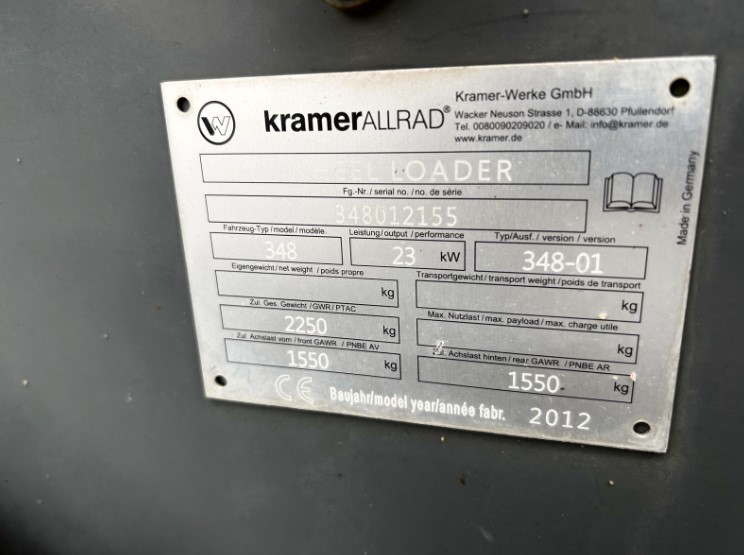 kramerALLRAD®
Kramer-Werke GmbH
Wacker Neuson Strasse 1, D-88630 Pfullendorf
Tel. 0080090209020 / e- Mail: info@kramer.de
www.kramer.de
HEEL LOADER
Fg.-Nr./ serial no. /no. de série
348012155
Fahrzeug-Typ / model / modèle
348
Leistung / output / performance
23 kW
Typ/Ausf. / version / version
348-01
Eigengewicht / net weight / poids propre
kg
Transportgewicht / transport weight / poids de transport
kg
Zul. Ges. Gewicht / GWR / PTAC
2250 kg
Max. Nutzlast / max. payload / max. charge utile
kg
Zul. Achslast vorn / front GAWR / PNBE AV
1550 kg
Achslast hinten / rear GAWR / PNBE AR
1550 kg
CE Baujahr/model year/année fabr. 2012
Made in Germany